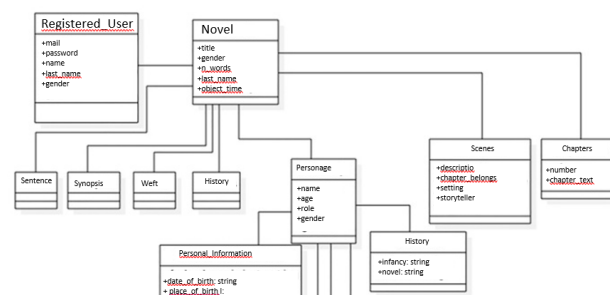 Registered_User
+mail
+password
+name
+last_name
+gender
Novel
+title
+gender
+n_words
+last_name
+object_time
Sentence
Synopsis
Weft
History
Personage
+name
+age
+role
+gender
Scenes
+descriptio
+chapter_belongs
+setting
+storyteller
Chapters
+number
+chapter_text
Personal_Information
+date_of_birth: string
+ place_of_birth l:
History
+infancy: string
+novel: string